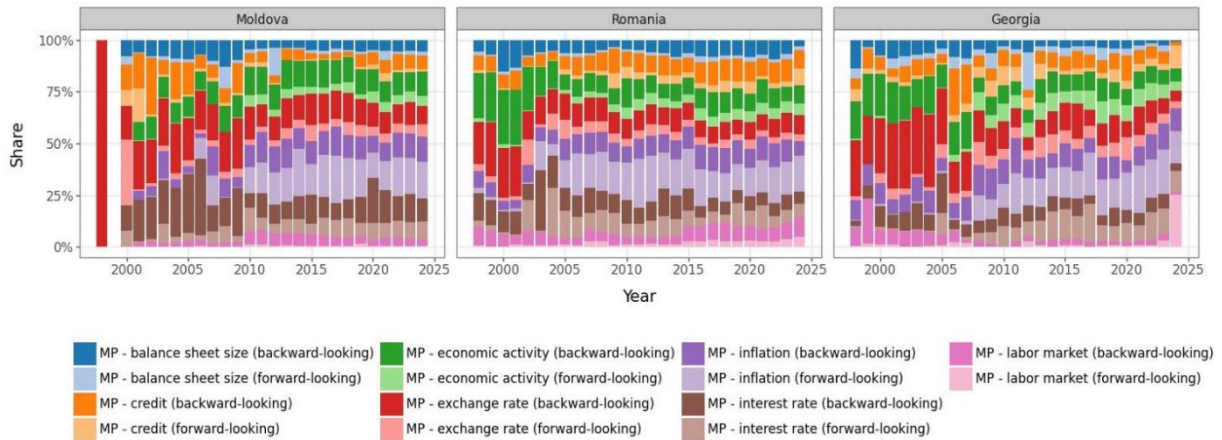 Moldova Romania Georgia
100%
75%
50%
25%
0%
Share
2000 2005 2010 2015 2020 2025 2000 2005 2010 2015 2020 2025 2000 2005 2010 2015 2020 2025
Year
MP - balance sheet size (backward-looking) MP - economic activity (backward-looking) MP - inflation (backward-looking) MP - labor market (backward-looking)
MP - balance sheet size (forward-looking) MP - economic activity (forward-looking) MP - inflation (forward-looking) MP - labor market (forward-looking)
MP - credit (backward-looking) MP - exchange rate (backward-looking) MP - interest rate (backward-looking)
MP - credit (forward-looking) MP - exchange rate (forward-looking) MP - interest rate (forward-looking)